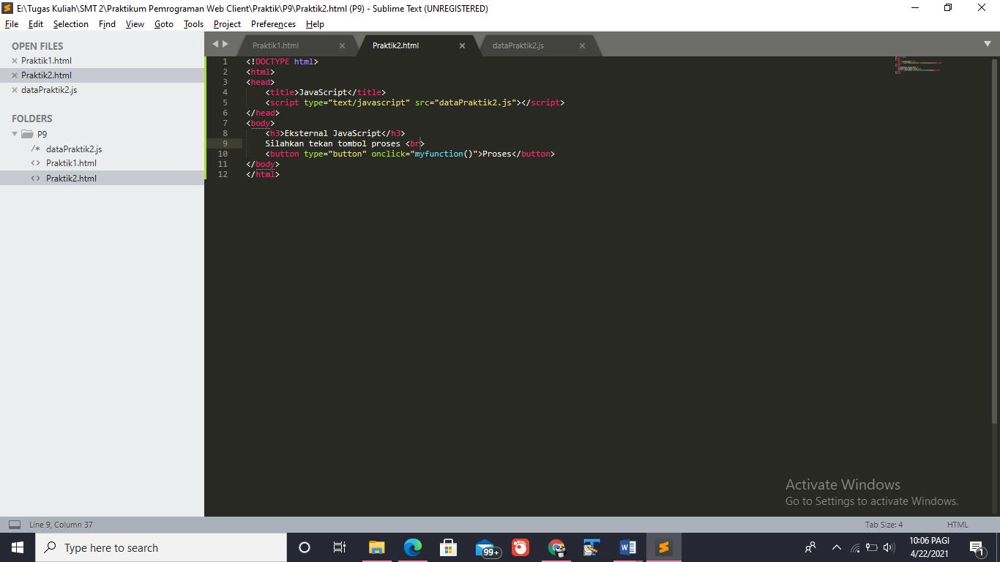 E:\Tugas Kuliah\SMT 2\Praktikum Pemrograman Web Client\Praktik\P9\Praktik2.html (P9) - Sublime Text (UNREGISTERED)
File Edit Selection Find View Goto Tools Project Preferences Help
OPEN FILES
Praktik1.html
Praktik2.html
dataPraktik2.js
FOLDERS
P9
/* dataPraktik2.js
<> Praktik1.html
<> Praktik2.html
Praktik1.html Praktik2.html dataPraktik2.js
1 <!DOCTYPE html>
2 <html>
3 <head>
4 <title>JavaScript</title>
5 <script type="text/javascript" src="dataPraktik2.js"></script>
6 </head>
7 <body>
8 <h3>Eksternal JavaScript</h3>
9 Silahkan tekan tombol proses <br>
10 <button type="button" onclick="myfunction()">Proses</button>
11 </body>
12 </html>
Activate Windows
Go to Settings to activate Windows.
Line 9, Column 37
Tab Size: 4
HTML
Type here to search
99+
10:06 PAGI
4/22/2021
1